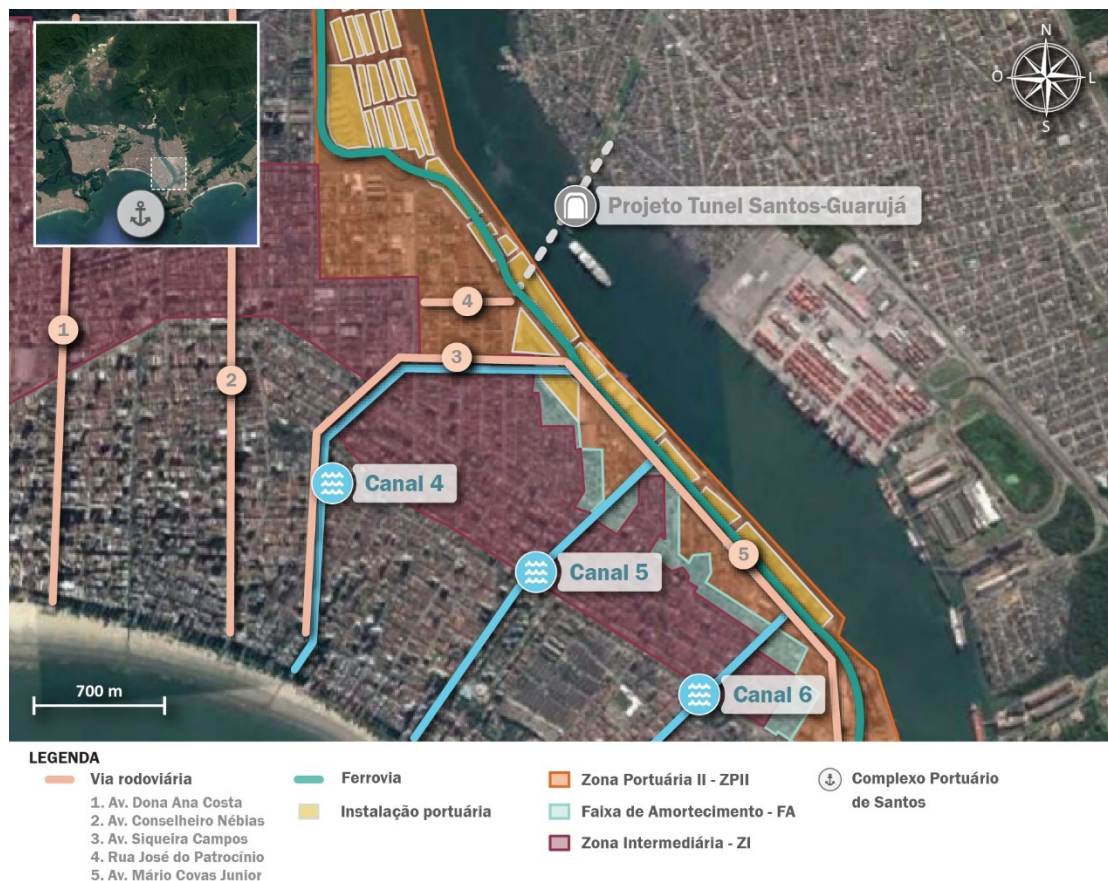 N
O
L
S
Projeto Tunel Santos-Guarujá
4
1
3
2
Canal 4
5
Canal 5
Canal 6
700 m
LEGENDA
Via rodoviária
1. Av. Dona Ana Costa
2. Av. Conselheiro Nébias
3. Av. Siqueira Campos
4. Rua José do Patrocínio
5. Av. Mário Covas Junior
Ferrovia
Instalação portuária
Zona Portuária II - ZPII
Faixa de Amortecimento - FA
Zona Intermediária - ZI
Complexo Portuário
de Santos